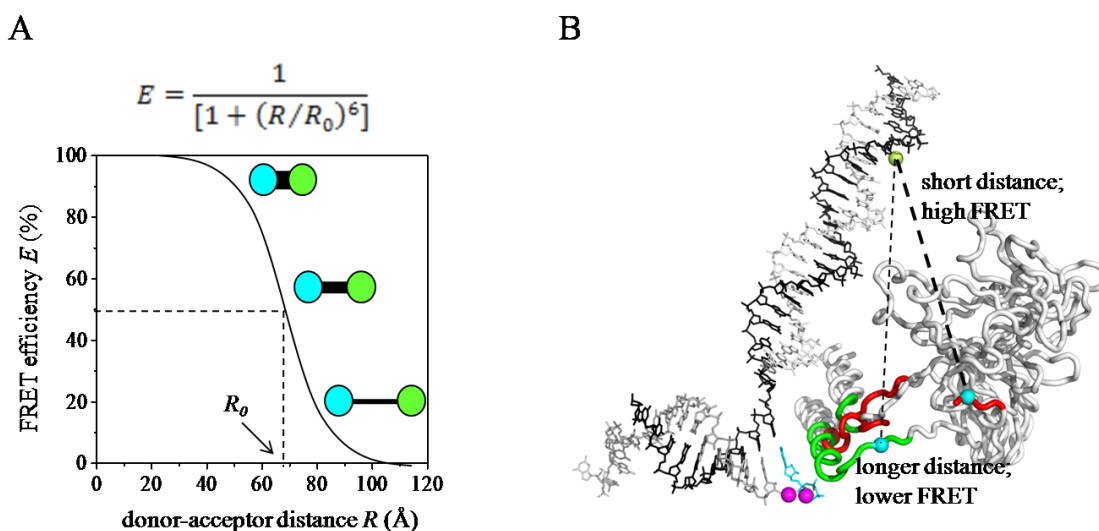 A
B
E = 1 / [1 + (R/R₀)⁶]
FRET efficiency E (%)
100
80
60
40
20
0
R₀
0 20 40 60 80 100 120
donor-acceptor distance R (Å)
short distance;
high FRET
longer distance;
lower FRET